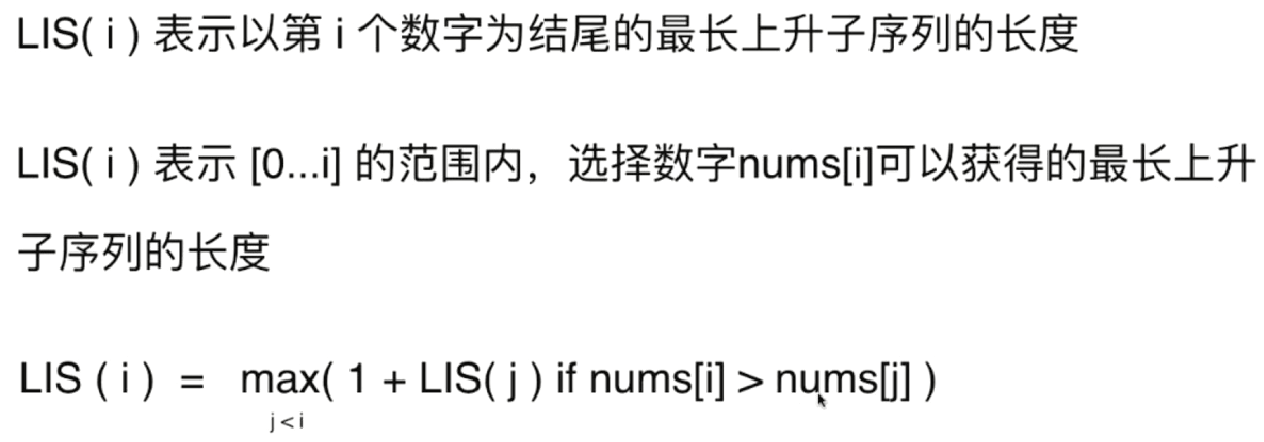 LIS( i ) 表示以第 i 个数字为结尾的最长上升子序列的长度
LIS( i ) 表示 [0...i] 的范围内，选择数字nums[i]可以获得的最长上升
子序列的长度
LIS ( i ) = max( 1 + LIS( j ) if nums[i] > nums[j] )
j < i